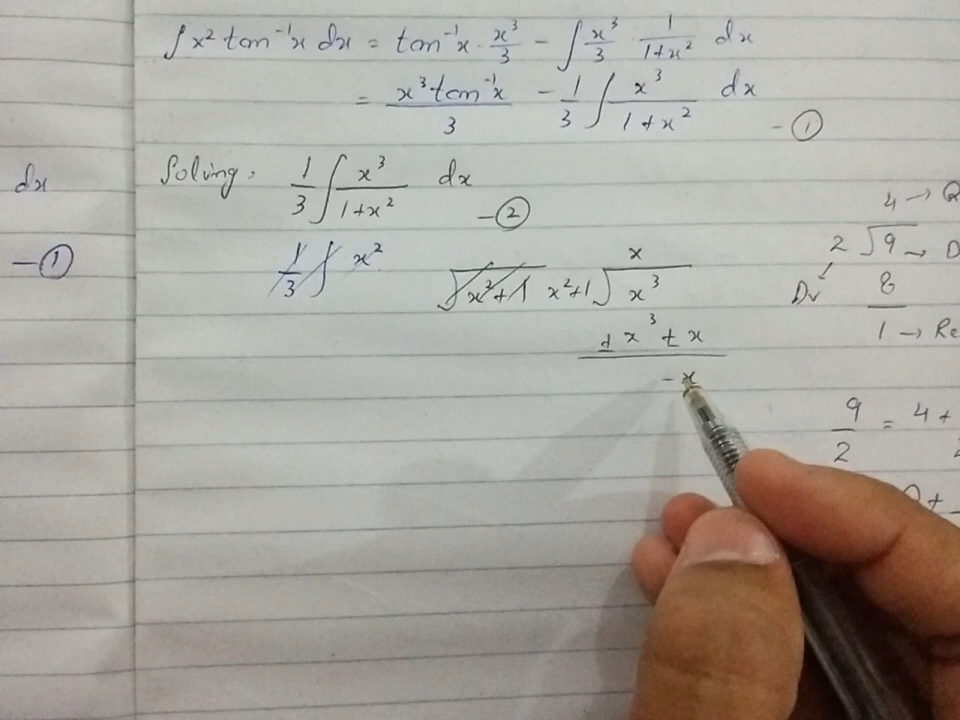 ∫ x² tan⁻¹x dx = tan⁻¹x · x³/3 − ∫ x³/3 · 1/1+x² dx
= x³ tan⁻¹x / 3 − 1/3 ∫ x³/1+x² dx − ①
dx
Solving, 1/3 ∫ x³/1+x² dx − ②
− ①
4 → Q
x
2 √9 → D
1/3 ∫ x²
x²+1 x²+1 √x³
Dv
8
± x³ ± x
1 → Re
− x
9/2 = 4 +